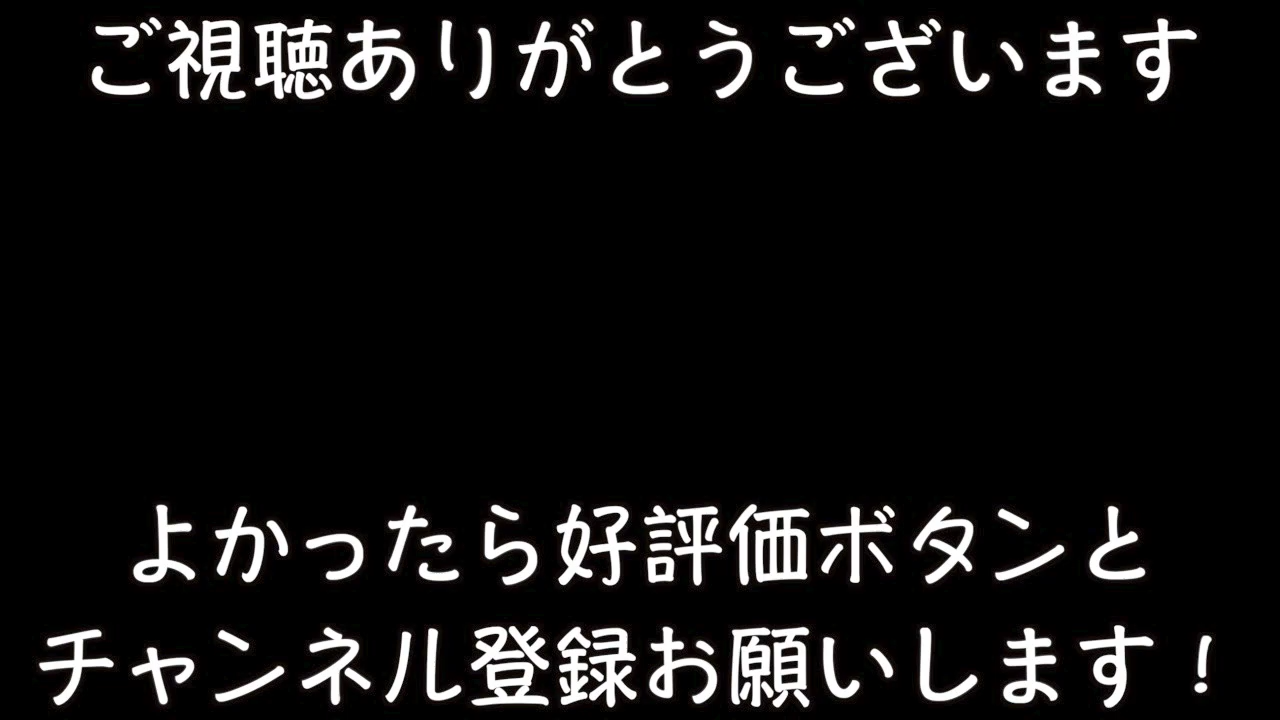 ご視聴ありがとうございます
よかったら好評価ボタンと
チャンネル登録お願いします！